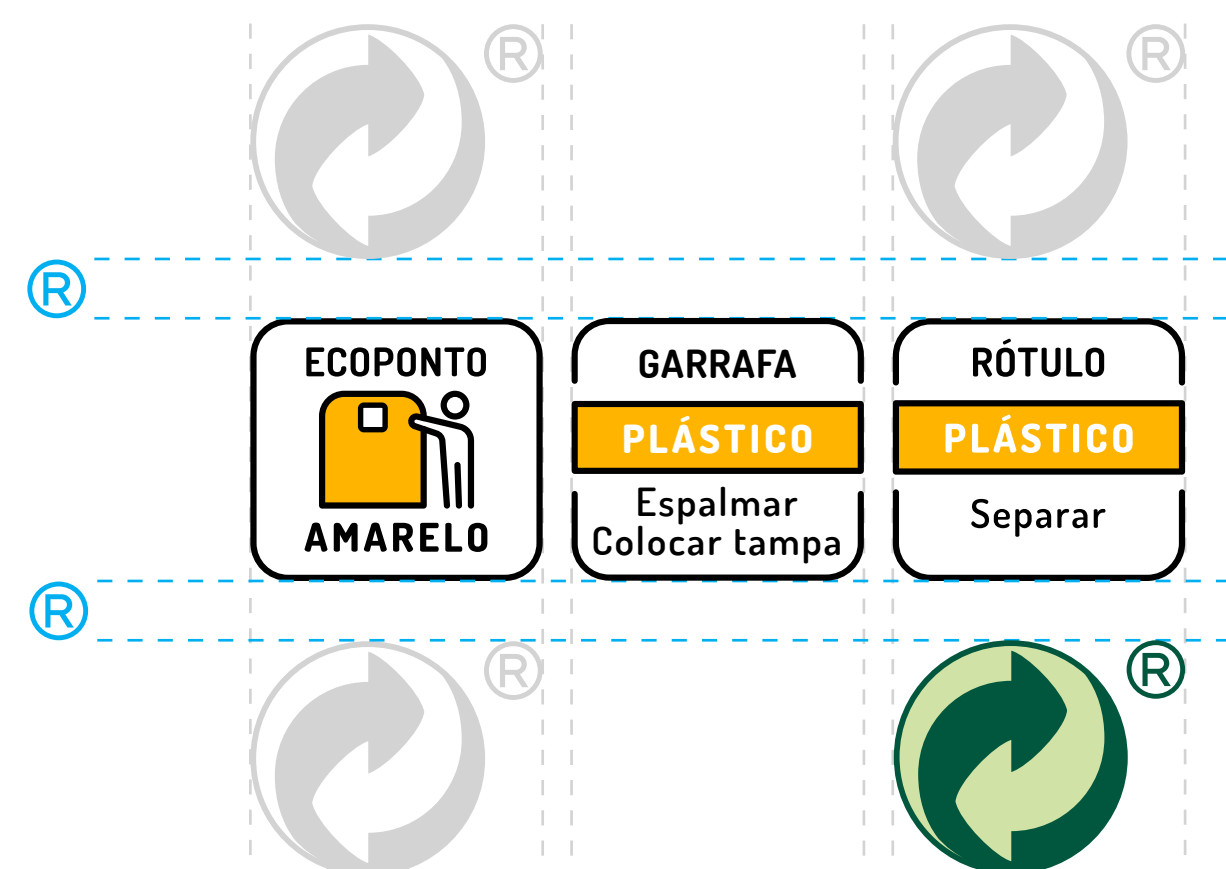 ®
®
®
ECOPONTO
AMARELO
GARRAFA
PLÁSTICO
Espalmar
Colocar tampa
RÓTULO
PLÁSTICO
Separar
®
®
®